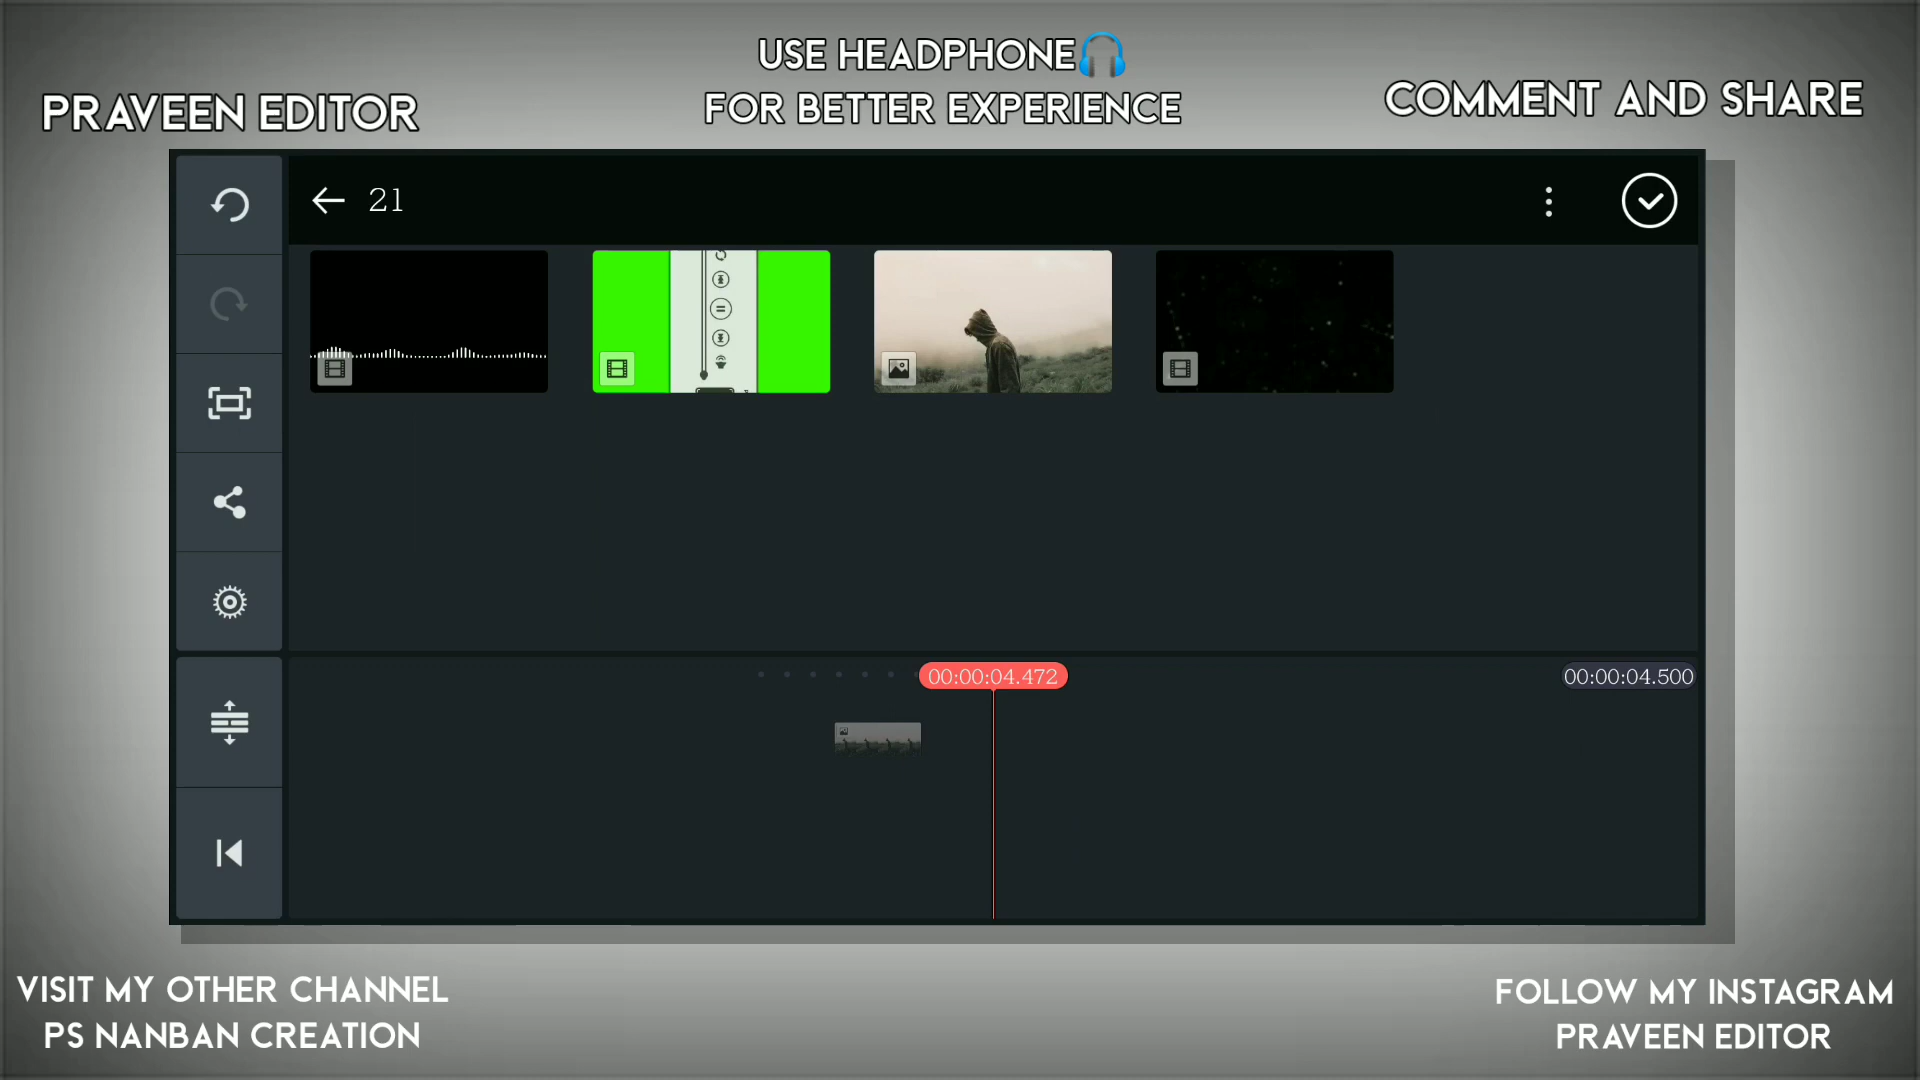 USE HEADPHONE🎧
FOR BETTER EXPERIENCE
PRAVEEN EDITOR
COMMENT AND SHARE
21
00:00:04.472
00:00:04.500
VISIT MY OTHER CHANNEL
PS NANBAN CREATION
FOLLOW MY INSTAGRAM
PRAVEEN EDITOR